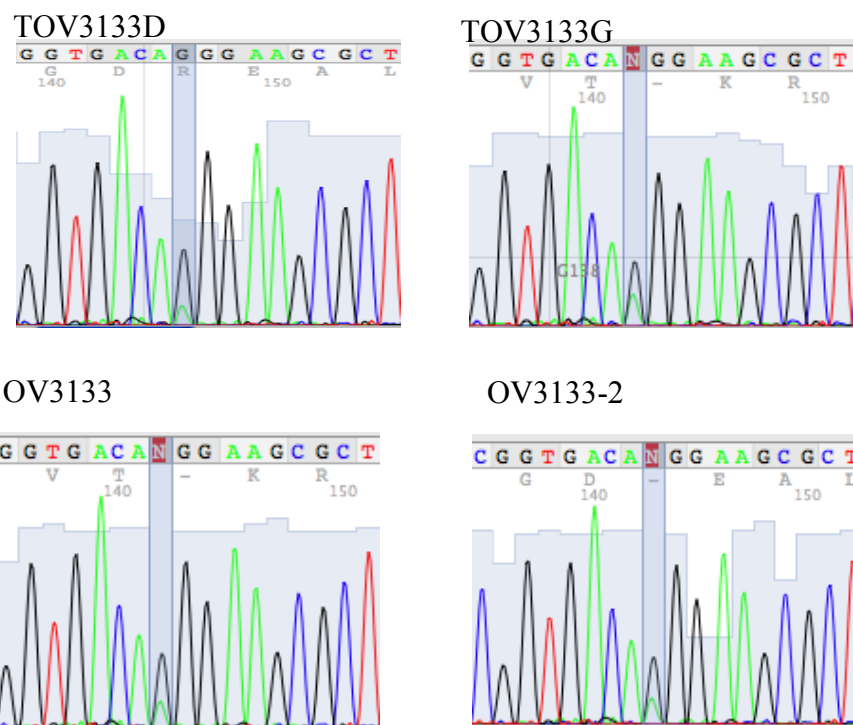 TOV3133D
G G T G A C A G G G A A G C G C T
G D R E A L
140 150
TOV3133G
G G T G A C A N G G A A G C G C T
V T - K R
140 150
G138
OV3133
G G T G A C A N G G A A G C G C T
V T - K R
140 150
OV3133-2
C G G T G A C A N G G A A G C G C T
G D - E A L
140 150